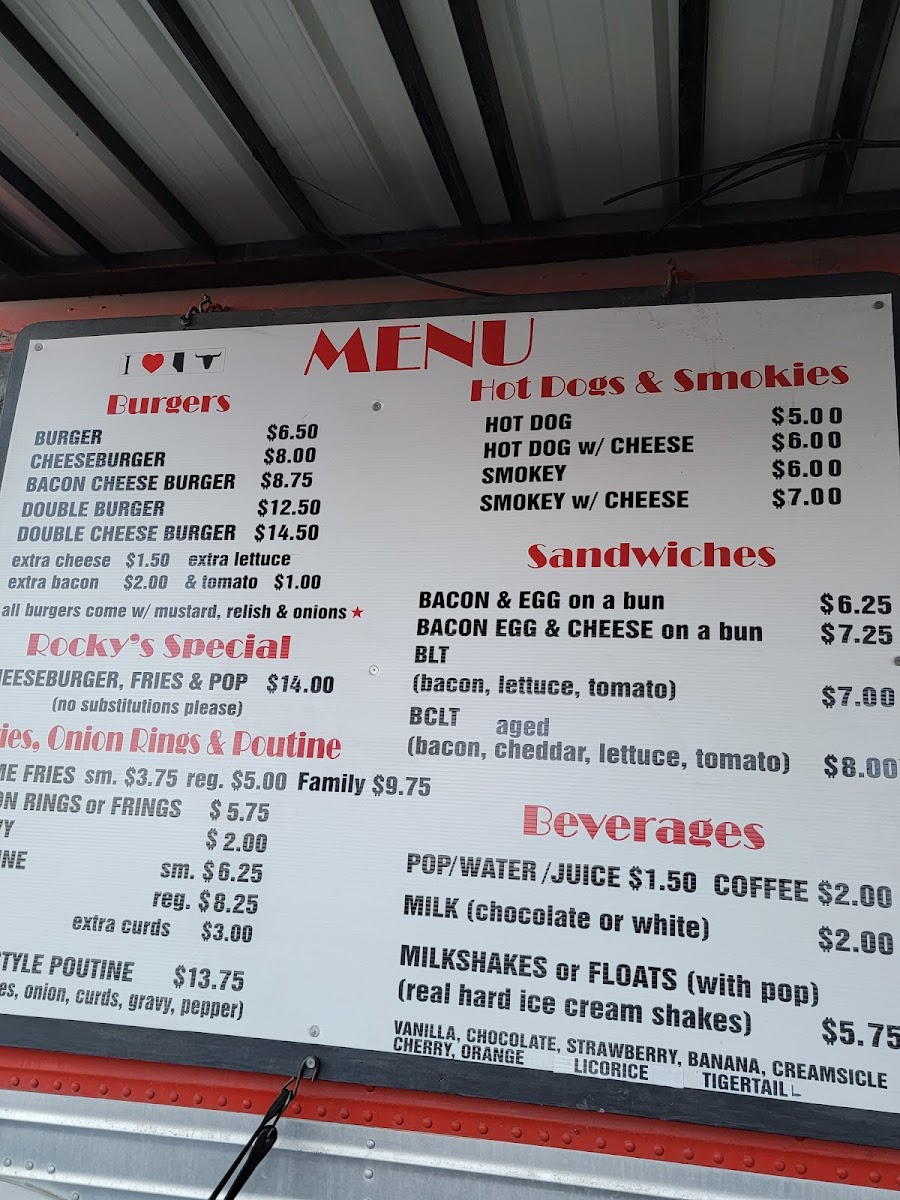 I
MENU
Burgers
BURGER $6.50
CHEESEBURGER $8.00
BACON CHEESE BURGER $8.75
DOUBLE BURGER $12.50
DOUBLE CHEESE BURGER $14.50
extra cheese $1.50 extra lettuce
extra bacon $2.00 & tomato $1.00
all burgers come w/ mustard, relish & onions ★
Rocky's Special
EESEBURGER, FRIES & POP $14.00
(no substitutions please)
ies, Onion Rings & Poutine
ME FRIES sm. $3.75 reg. $5.00 Family $9.75
ON RINGS or FRINGS $5.75
VY $2.00
INE sm. $6.25
reg. $8.25
extra curds $3.00
STYLE POUTINE $13.75
es, onion, curds, gravy, pepper)
Hot Dogs & Smokies
HOT DOG $5.00
HOT DOG w/ CHEESE $6.00
SMOKEY $6.00
SMOKEY w/ CHEESE $7.00
Sandwiches
BACON & EGG on a bun $6.25
BACON EGG & CHEESE on a bun $7.25
BLT
(bacon, lettuce, tomato) $7.00
BCLT aged
(bacon, cheddar, lettuce, tomato) $8.00
Beverages
POP/WATER/JUICE $1.50 COFFEE $2.00
MILK (chocolate or white) $2.00
MILKSHAKES or FLOATS (with pop)
(real hard ice cream shakes) $5.75
VANILLA, CHOCOLATE, STRAWBERRY, BANANA, CREAMSICLE
CHERRY, ORANGE LICORICE TIGERTAIL